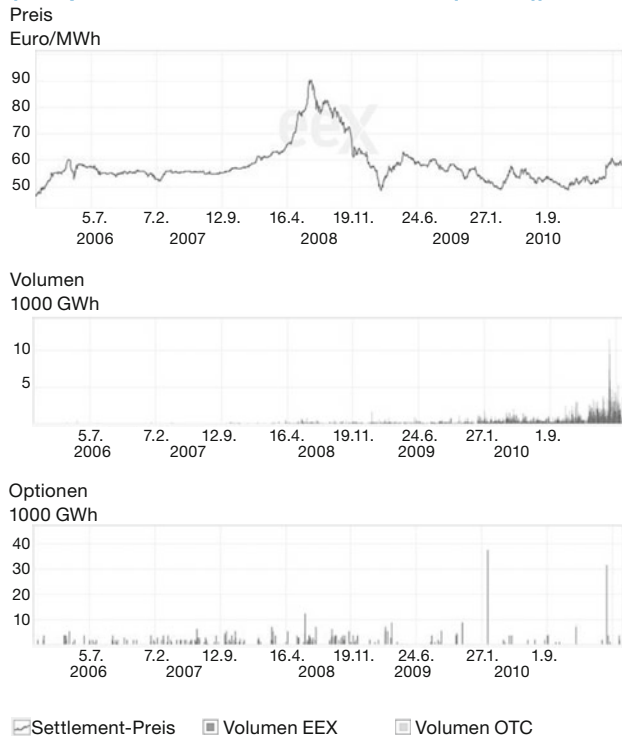 Preis
Euro/MWh
90
80
70
60
50
eex
5.7. 7.2. 12.9. 16.4. 19.11. 24.6. 27.1. 1.9.
2006 2007 2008 2009 2010
Volumen
1000 GWh
10
5
5.7. 7.2. 12.9. 16.4. 19.11. 24.6. 27.1. 1.9.
2006 2007 2008 2009 2010
Optionen
1000 GWh
40
30
20
10
5.7. 7.2. 12.9. 16.4. 19.11. 24.6. 27.1. 1.9.
2006 2007 2008 2009 2010
Settlement-Preis Volumen EEX Volumen OTC